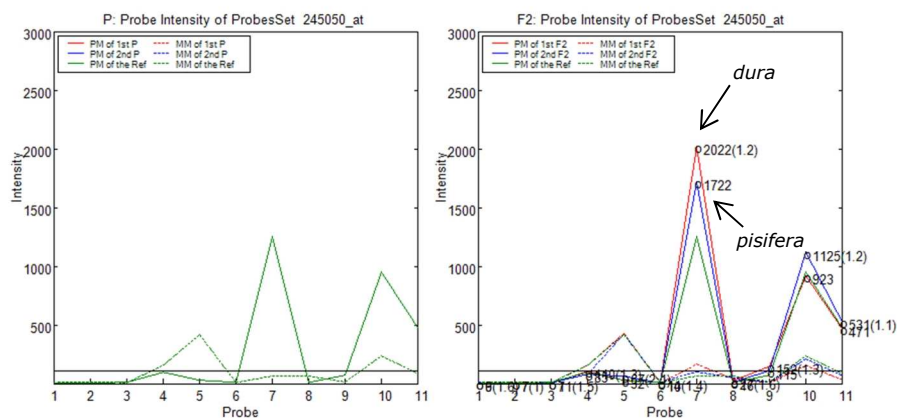 P: Probe Intensity of ProbesSet 245050_at
3000
2500
2000
1500
1000
500
Intensity
PM of 1st P
MM of 1st P
PM of 2nd P
MM of 2nd P
PM of the Ref
MM of the Ref
1 2 3 4 5 6 7 8 9 10 11
Probe
F2: Probe Intensity of ProbesSet 245050_at
3000
2500
2000
1500
1000
500
Intensity
PM of 1st F2
MM of 1st F2
PM of 2nd F2
MM of 2nd F2
PM of the Ref
MM of the Ref
dura
2022(1.2)
1722
pisifera
1125(1.2)
923
531(1.1)
471
1 2 3 4 5 6 7 8 9 10 11
Probe